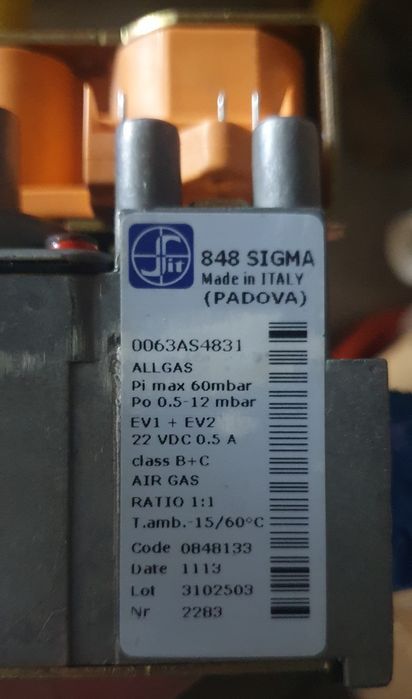 Sit
848 SIGMA
Made in ITALY
(PADOVA)
0063AS4831
ALLGAS
Pi max 60mbar
Po 0.5-12 mbar
EV1 + EV2
22 VDC 0.5 A
class B+C
AIR GAS
RATIO 1:1
T.amb.-15/60°C
Code 0848133
Date 1113
Lot 3102503
Nr 2283